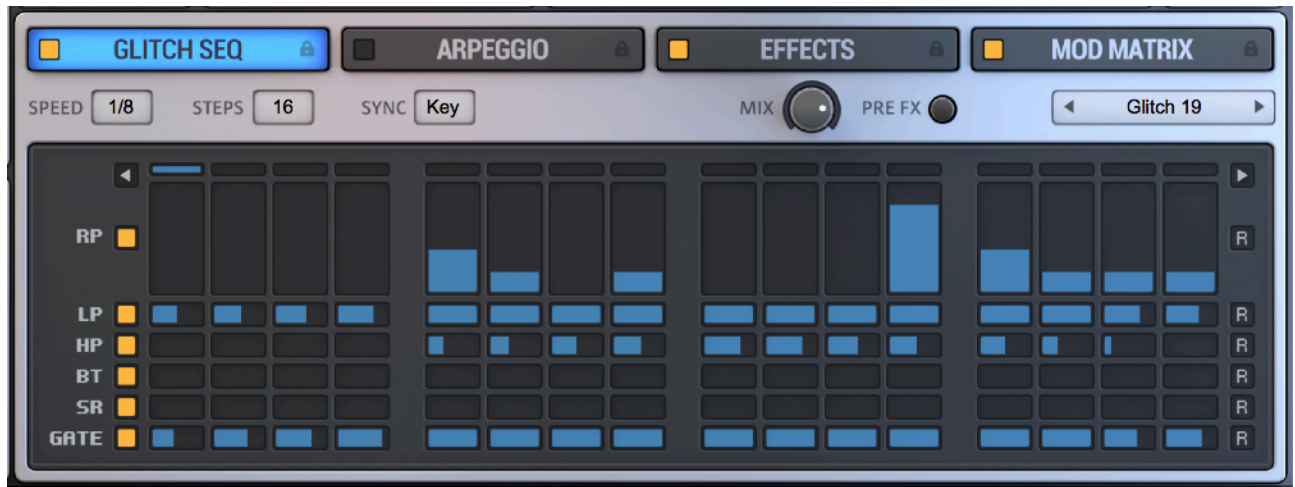 GLITCH SEQ ARPEGGIO EFFECTS MOD MATRIX
SPEED 1/8 STEPS 16 SYNC Key MIX PRE FX Glitch 19
RP R
LP R
HP R
BT R
SR R
GATE R